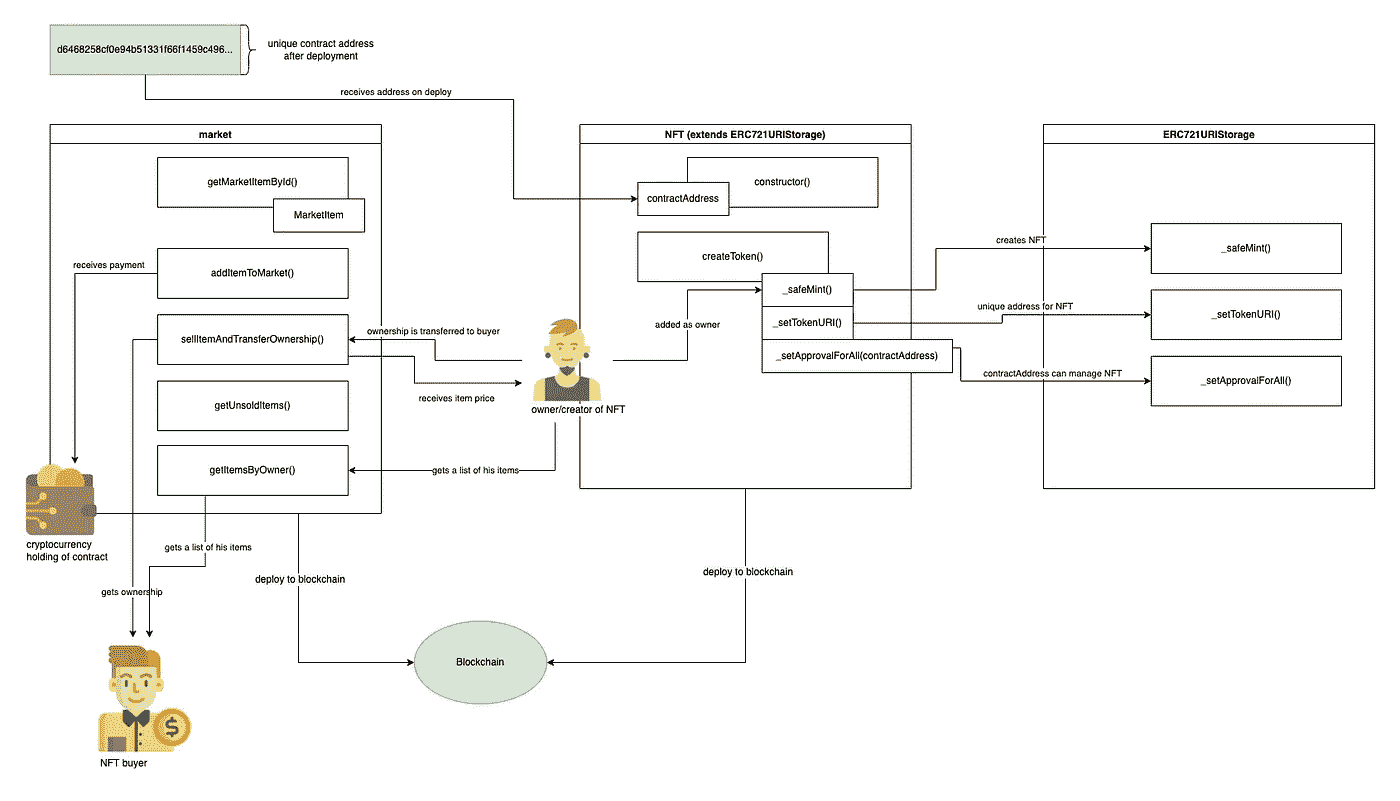 d6468258cf0e94b51331f66f1459c496...
unique contract address
after deployment
receives address on deploy
market
NFT (extends ERC721URIStorage)
ERC721URIStorage
getMarketItemById()
MarketItem
constructor()
contractAddress
createToken()
creates NFT
_safeMint()
receives payment
addItemToMarket()
_safeMint()
unique address for NFT
_setTokenURI()
added as owner
_setTokenURI()
ownership is transferred to buyer
sellItemAndTransferOwnership()
_setApprovalForAll(contractAddress)
contractAddress can manage NFT
_setApprovalForAll()
receives item price
getUnsoldItems()
owner/creator of NFT
getItemsByOwner()
gets a list of his items
cryptocurrency
holding of contract
gets a list of his items
deploy to blockchain
deploy to blockchain
gets ownership
Blockchain
$
NFT buyer